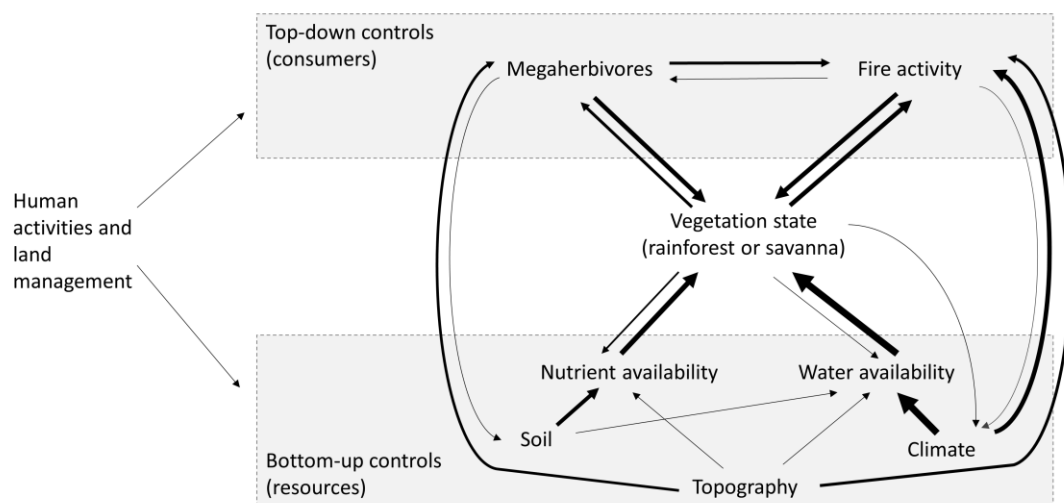 Top-down controls
(consumers)
Megaherbivores
Fire activity
Human
activities and
land
management
Vegetation state
(rainforest or savanna)
Nutrient availability
Water availability
Soil
Climate
Bottom-up controls
(resources)
Topography